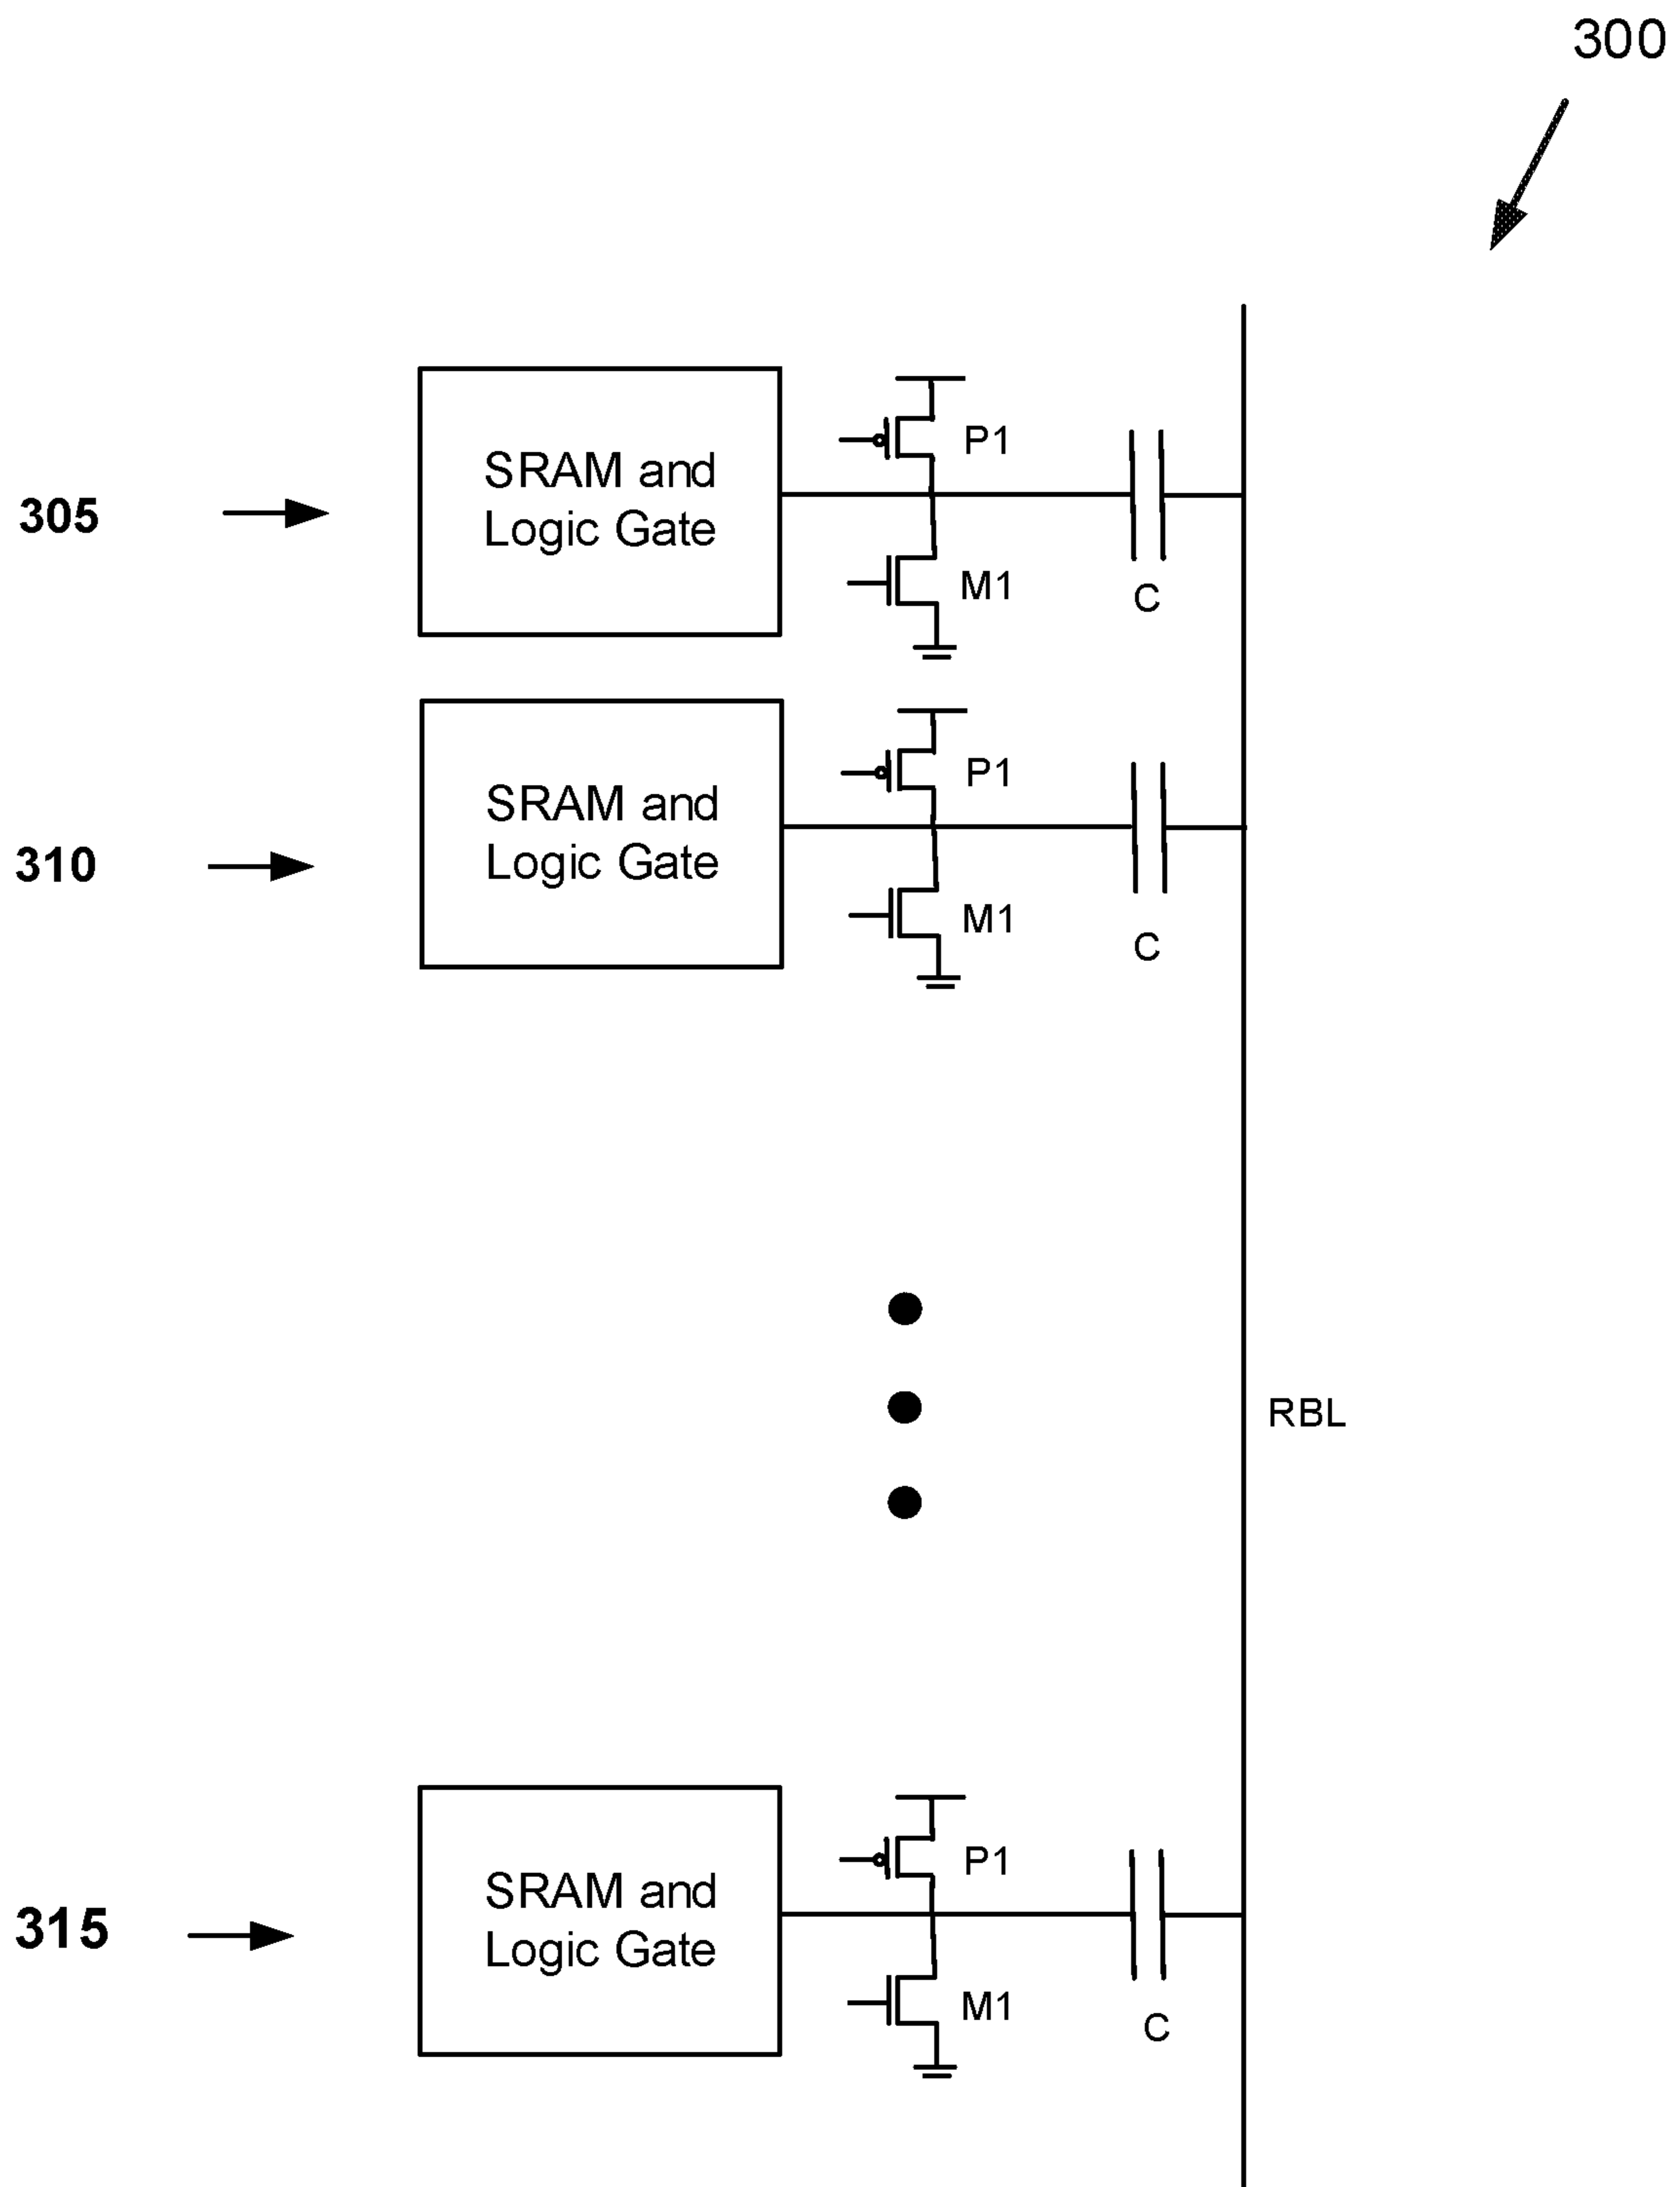 300
P1
SRAM and
Logic Gate
305
M1
C
P1
SRAM and
Logic Gate
310
M1
C
RBL
P1
SRAM and
Logic Gate
315
M1
C